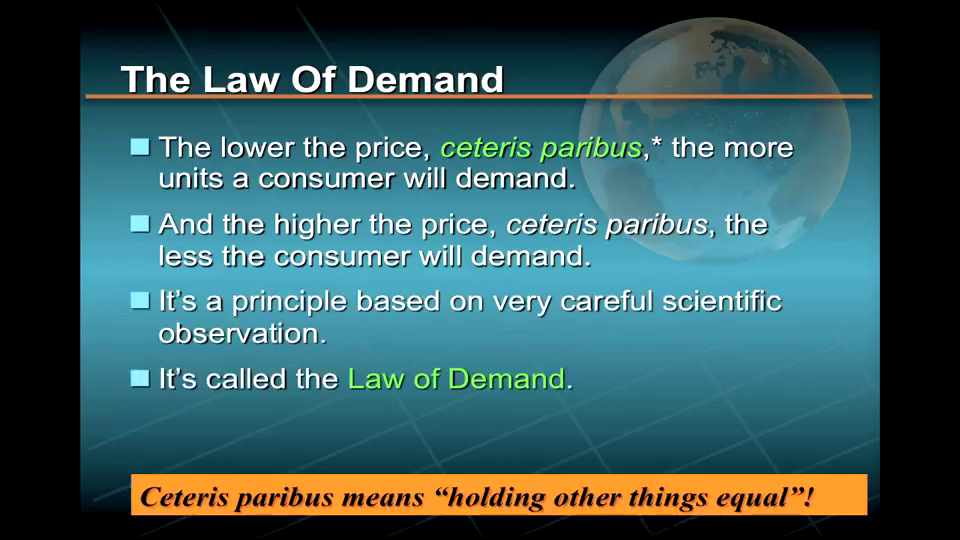 The Law Of Demand
The lower the price, ceteris paribus,* the more
units a consumer will demand.
And the higher the price, ceteris paribus, the
less the consumer will demand.
It’s a principle based on very careful scientific
observation.
It’s called the Law of Demand.
Ceteris paribus means “holding other things equal”!